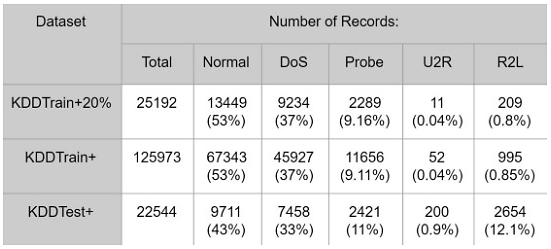 Dataset Number of Records:
Total Normal DoS Probe U2R R2L
KDDTrain+20% 25192 13449 9234 2289 11 209
(53%) (37%) (9.16%) (0.04%) (0.8%)
KDDTrain+ 125973 67343 45927 11656 52 995
(53%) (37%) (9.11%) (0.04%) (0.85%)
KDDTest+ 22544 9711 7458 2421 200 2654
(43%) (33%) (11%) (0.9%) (12.1%)